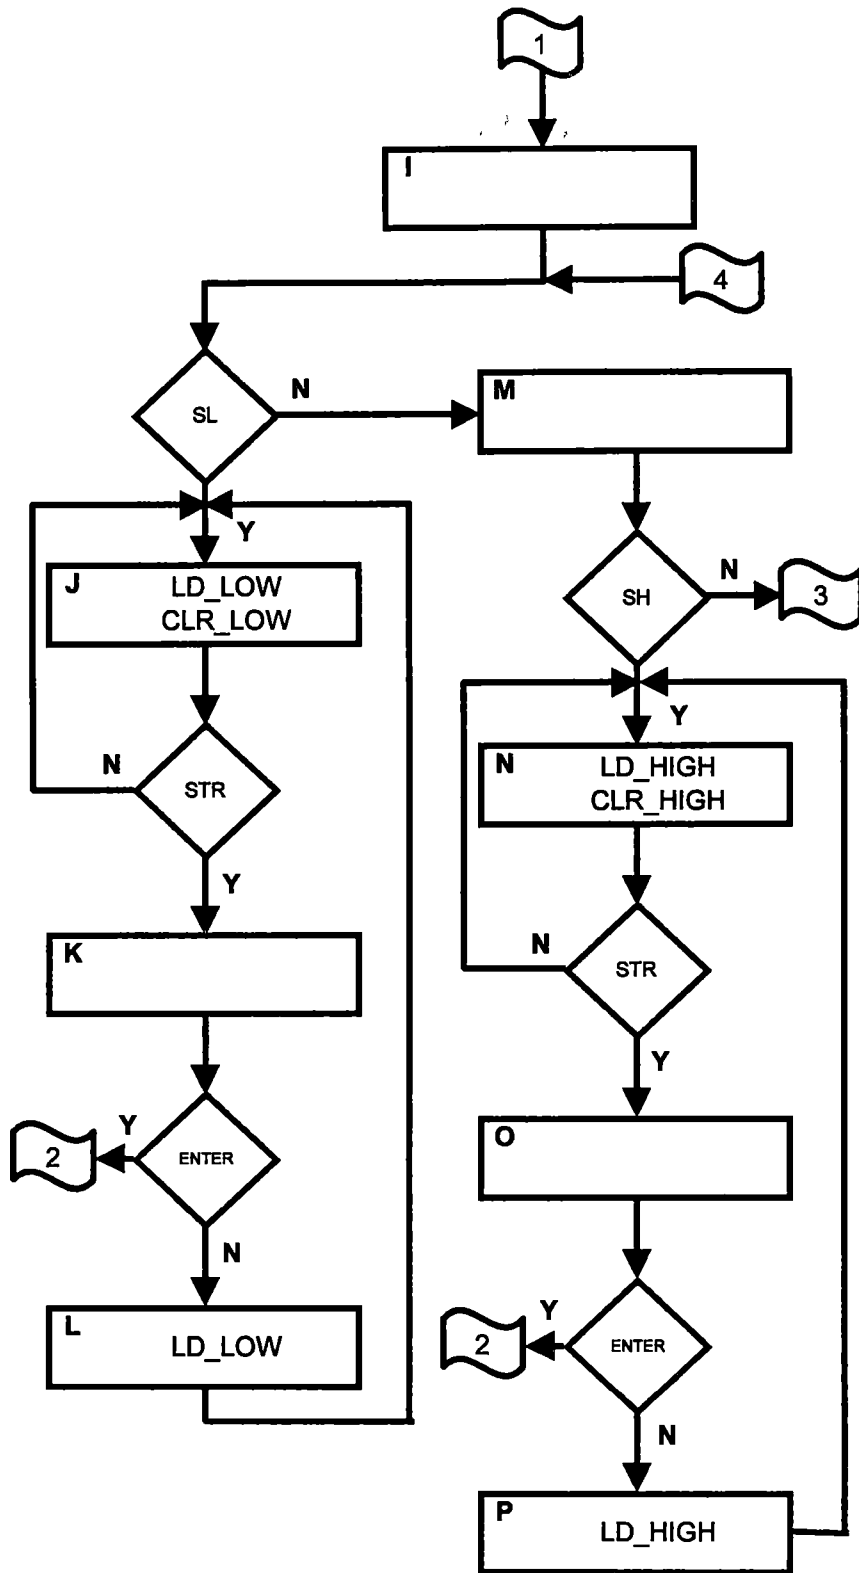 1
I
4
SL
N
M
Y
J
LD_LOW
CLR_LOW
SH
N
3
N
STR
Y
Y
N
LD_HIGH
CLR_HIGH
K
N
STR
Y
Y
ENTER
2
N
O
L
LD_LOW
Y
ENTER
2
N
P
LD_HIGH